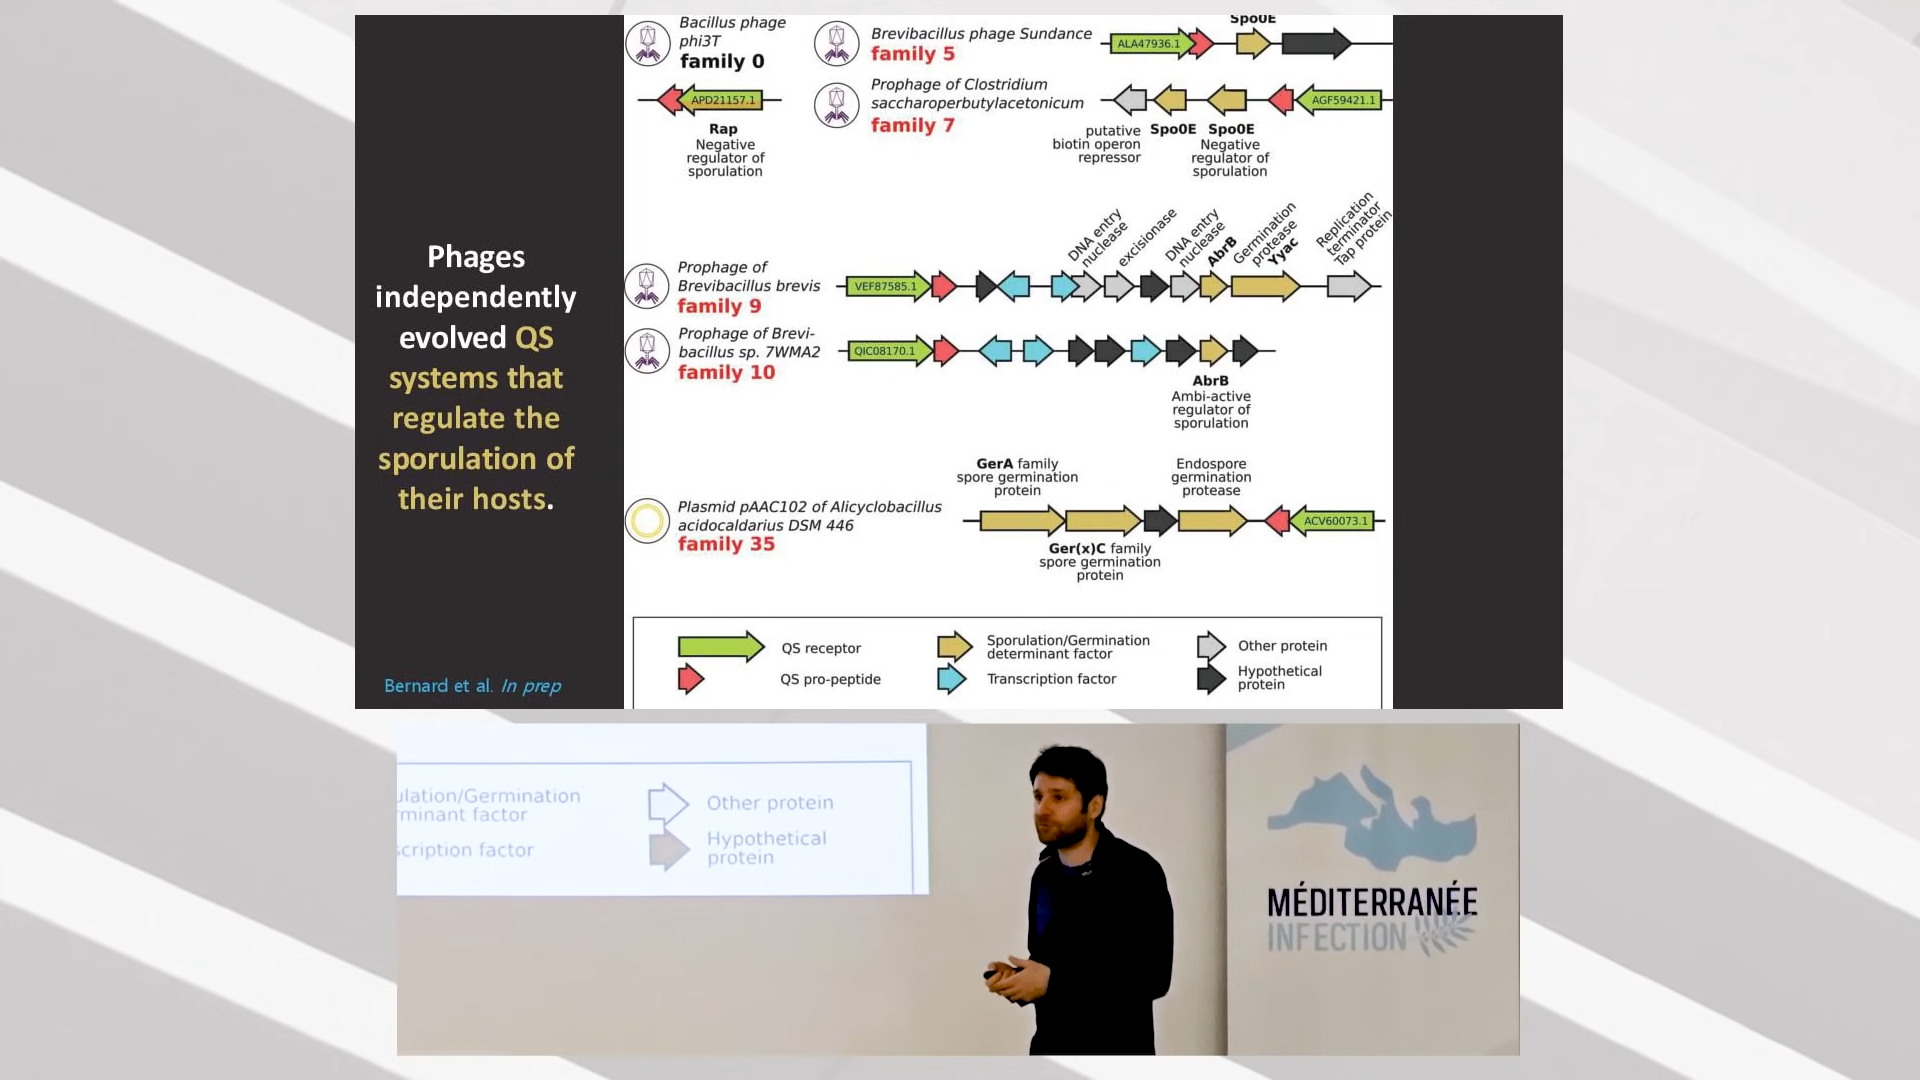 Phages
independently
evolved QS
systems that
regulate the
sporulation of
their hosts.
Bernard et al. In prep
Bacillus phage
phi3T
family 0
APD21157.1
Rap
Negative
regulator of
sporulation
Brevibacillus phage Sundance
family 5
Spo0E
ALA47936.1
Prophage of Clostridium
saccharoperbutylacetonicum
family 7
AGF59421.1
putative
biotin operon
repressor
Spo0E
Spo0E
Negative
regulator of
sporulation
Prophage of
Brevibacillus brevis
family 9
VEF87585.1
DNA entry
nuclease
excisionase
DNA entry
nuclease
AbrB
Germination
protease
Yyac
Replication
terminator
Tap protein
Prophage of Brevi-
bacillus sp. 7WMA2
family 10
QIC08170.1
AbrB
Ambi-active
regulator of
sporulation
Plasmid pAAC102 of Alicyclobacillus
acidocaldarius DSM 446
family 35
GerA family
spore germination
protein
Endospore
germination
protease
ACV60073.1
Ger(x)C family
spore germination
protein
QS receptor
QS pro-peptide
Sporulation/Germination
determinant factor
Transcription factor
Other protein
Hypothetical
protein
ulation/Germination
rminant factor
scription factor
Other protein
Hypothetical
protein
MÉDITERRANÉE
INFECTION